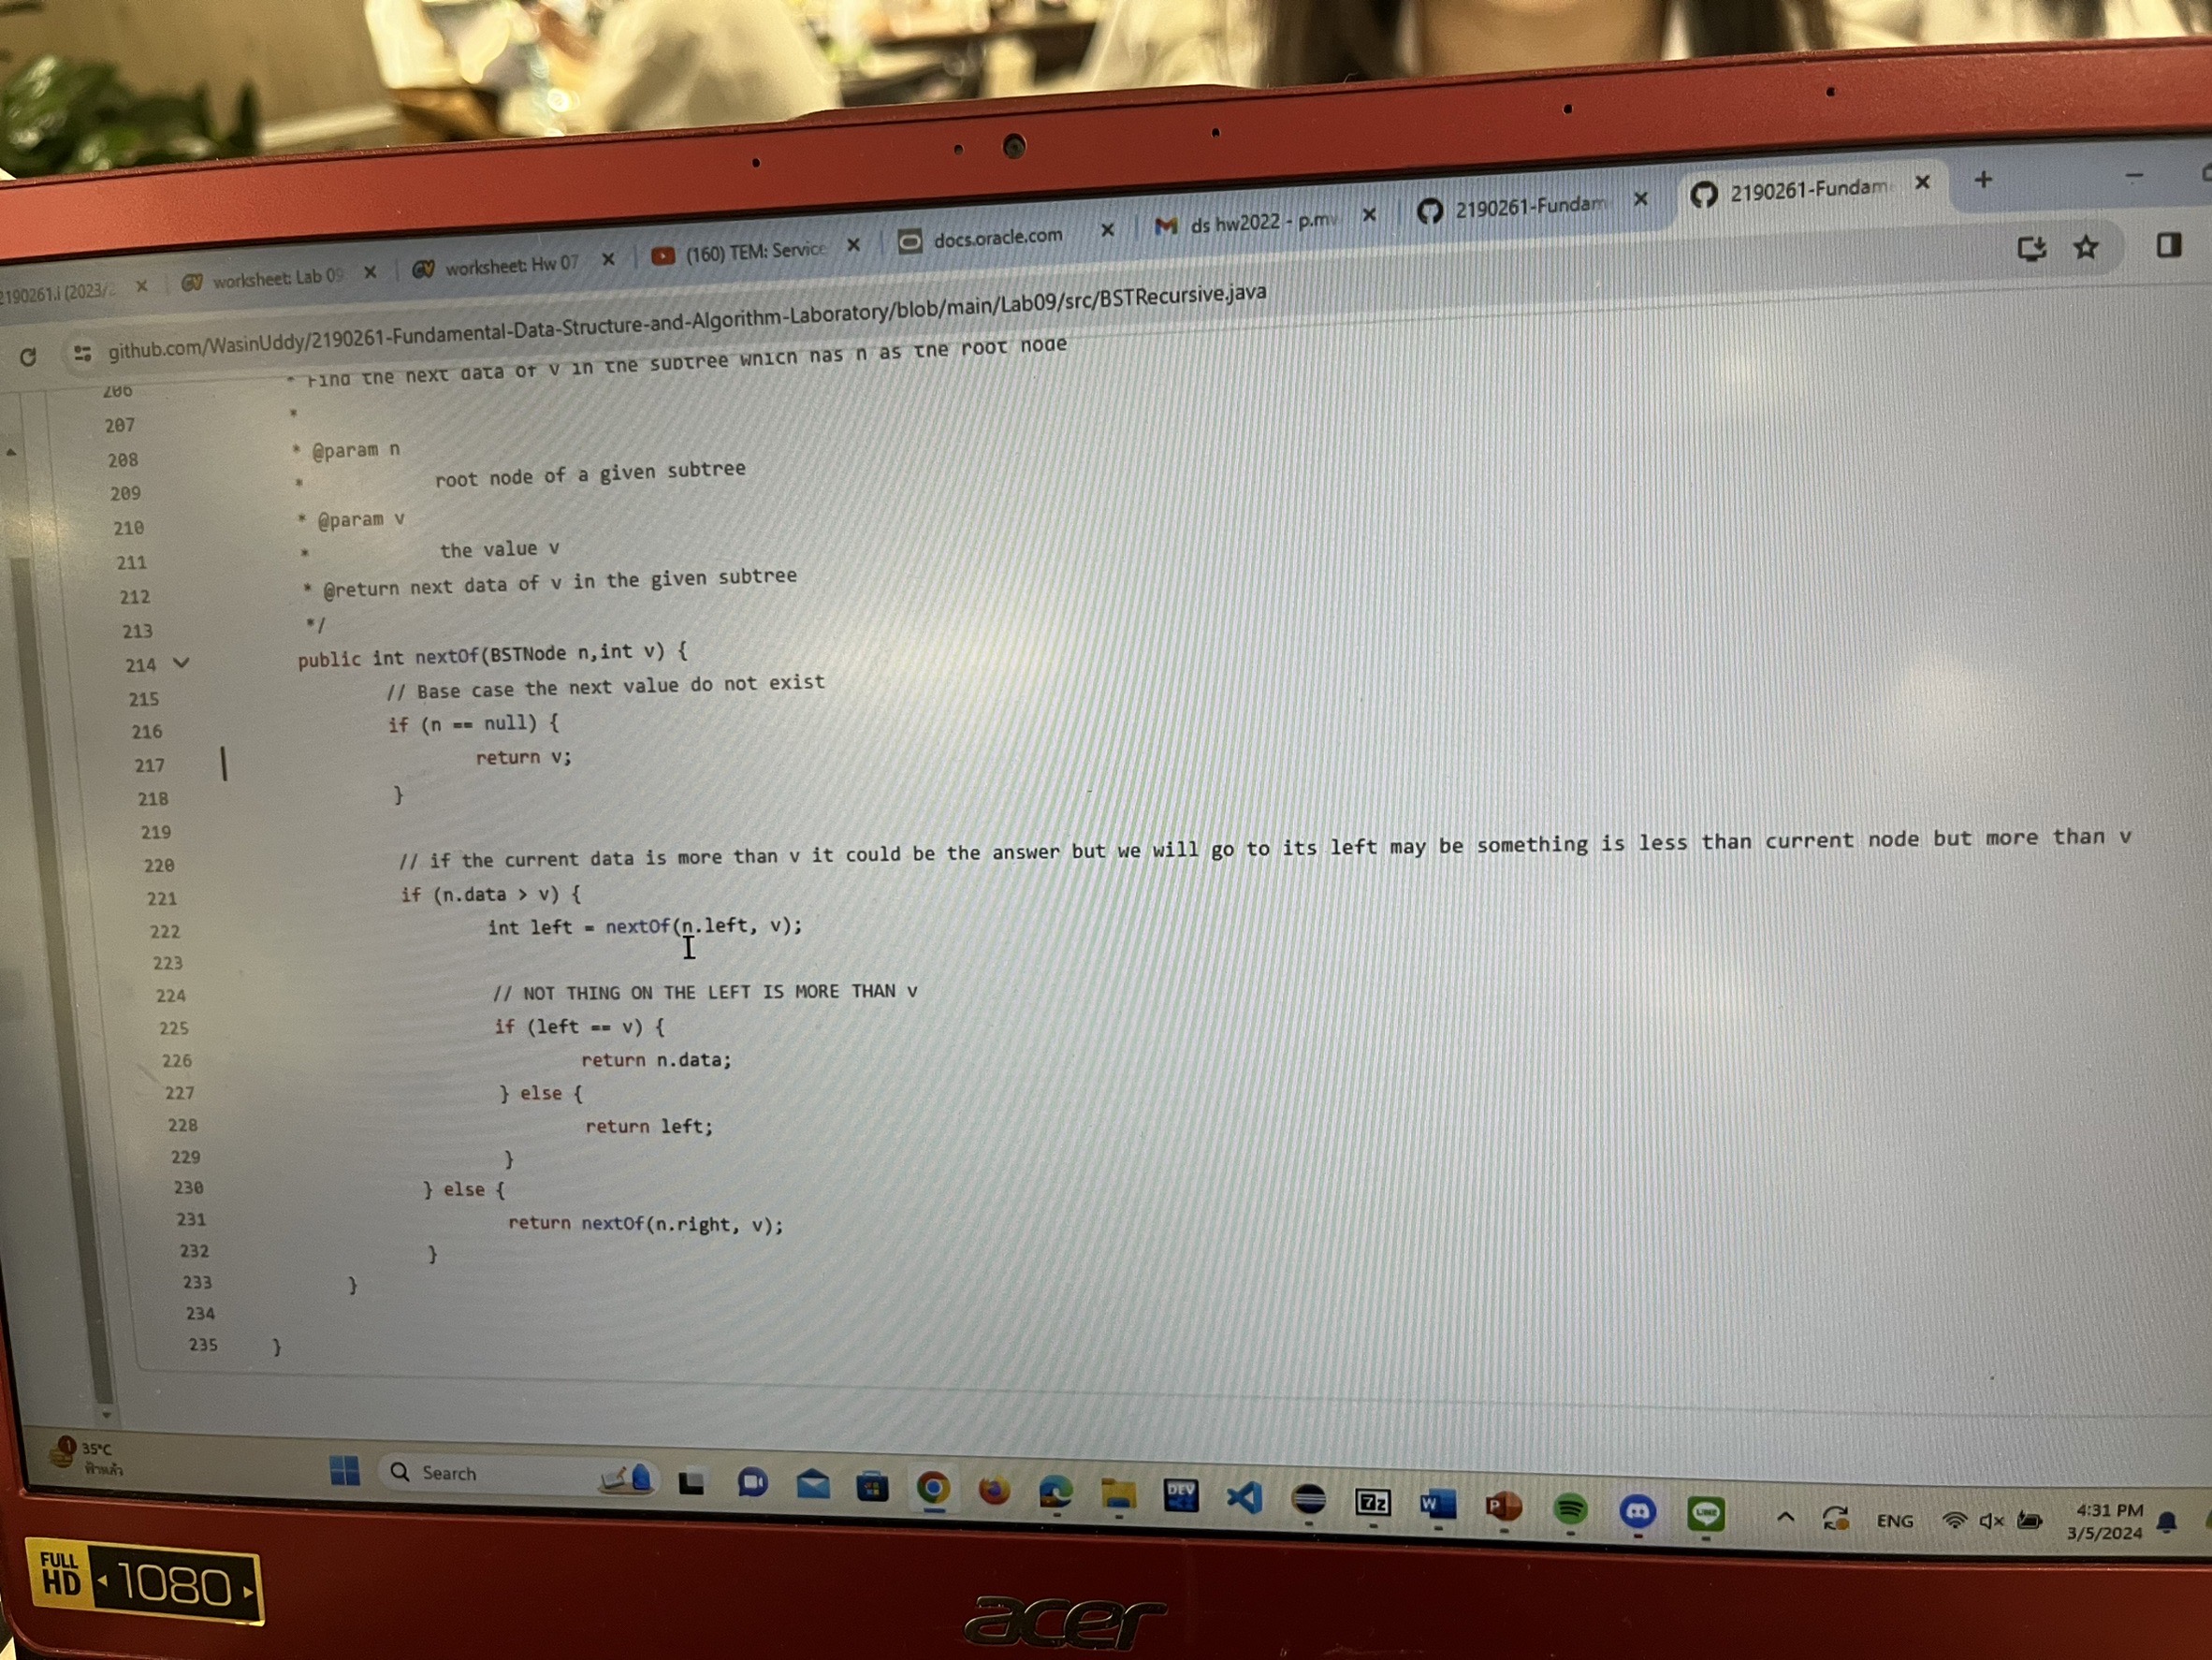 2190261.i (2023/2
worksheet: Lab 09
worksheet: Hw 07
(160) TEM: Service
docs.oracle.com
ds hw2022 - p.mv
2190261-Fundam
2190261-Fundam
github.com/WasinUddy/2190261-Fundamental-Data-Structure-and-Algorithm-Laboratory/blob/main/Lab09/src/BSTRecursive.java
206 * Find the next data of v in the subtree which has n as the root node
207 *
208 * @param n
209 * root node of a given subtree
210 * @param v
211 * the value v
212 * @return next data of v in the given subtree
213 */
214 public int nextOf(BSTNode n,int v) {
215 // Base case the next value do not exist
216 if (n == null) {
217 return v;
218 }
219
220 // if the current data is more than v it could be the answer but we will go to its left may be something is less than current node but more than v
221 if (n.data > v) {
222 int left = nextOf(n.left, v);
223
224 // NOT THING ON THE LEFT IS MORE THAN v
225 if (left == v) {
226 return n.data;
227 } else {
228 return left;
229 }
230 } else {
231 return nextOf(n.right, v);
232 }
233 }
234
235 }
1 35°C
Search
DEV
7z
W
P
LINE
ENG
4:31 PM
3/5/2024
FULL HD 1080
acer